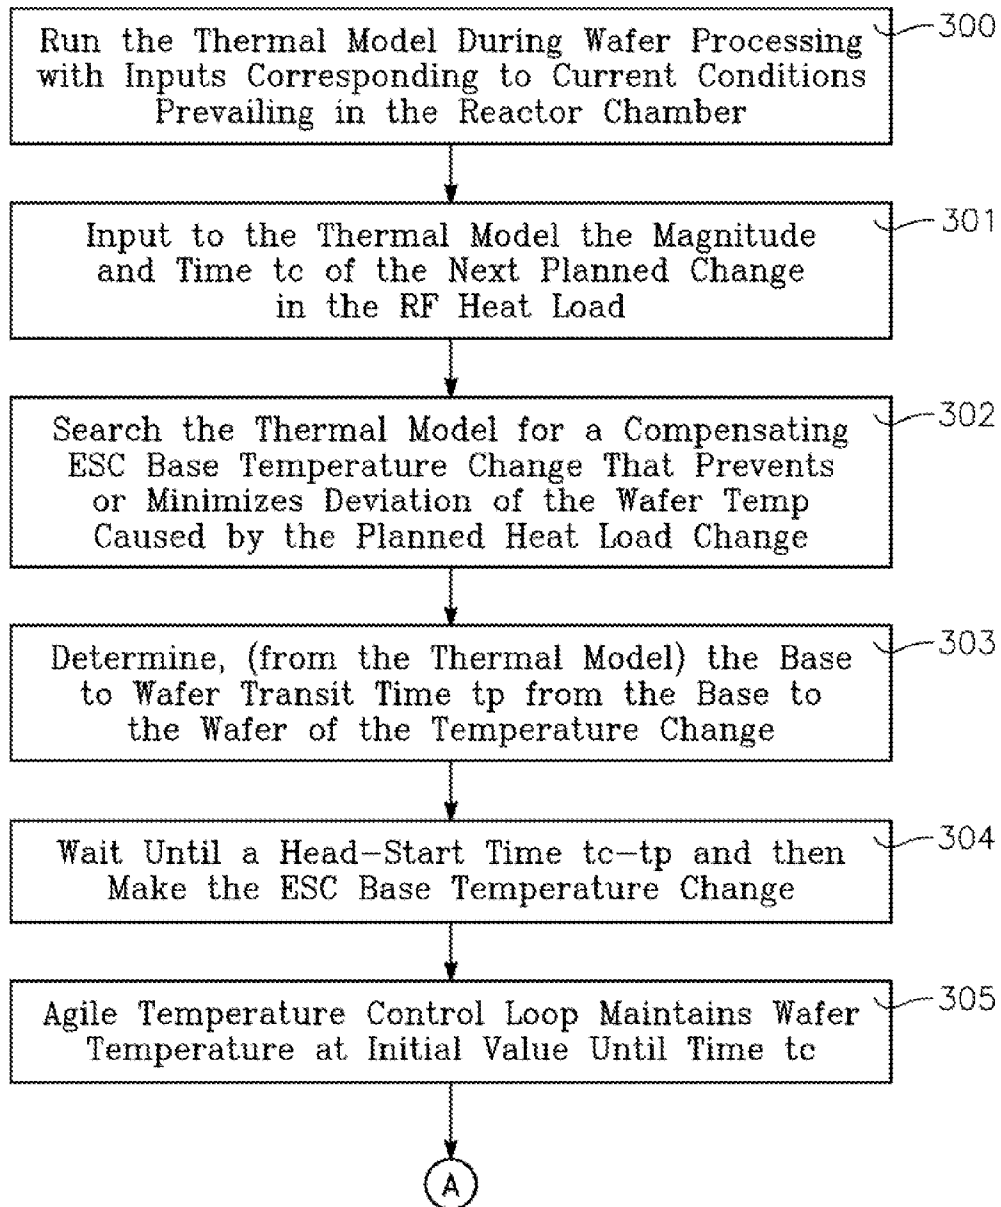 Run the Thermal Model During Wafer Processing
with Inputs Corresponding to Current Conditions
Prevailing in the Reactor Chamber
300
Input to the Thermal Model the Magnitude
and Time tc of the Next Planned Change
in the RF Heat Load
301
Search the Thermal Model for a Compensating
ESC Base Temperature Change That Prevents
or Minimizes Deviation of the Wafer Temp
Caused by the Planned Heat Load Change
302
Determine, (from the Thermal Model) the Base
to Wafer Transit Time tp from the Base to
the Wafer of the Temperature Change
303
Wait Until a Head-Start Time tc-tp and then
Make the ESC Base Temperature Change
304
Agile Temperature Control Loop Maintains Wafer
Temperature at Initial Value Until Time tc
305
A